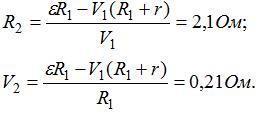 R₂ = (εR₁ − V₁(R₁ + r)) / V₁ = 2,1Ом;
V₂ = (εR₁ − V₁(R₁ + r)) / R₁ = 0,21Ом.